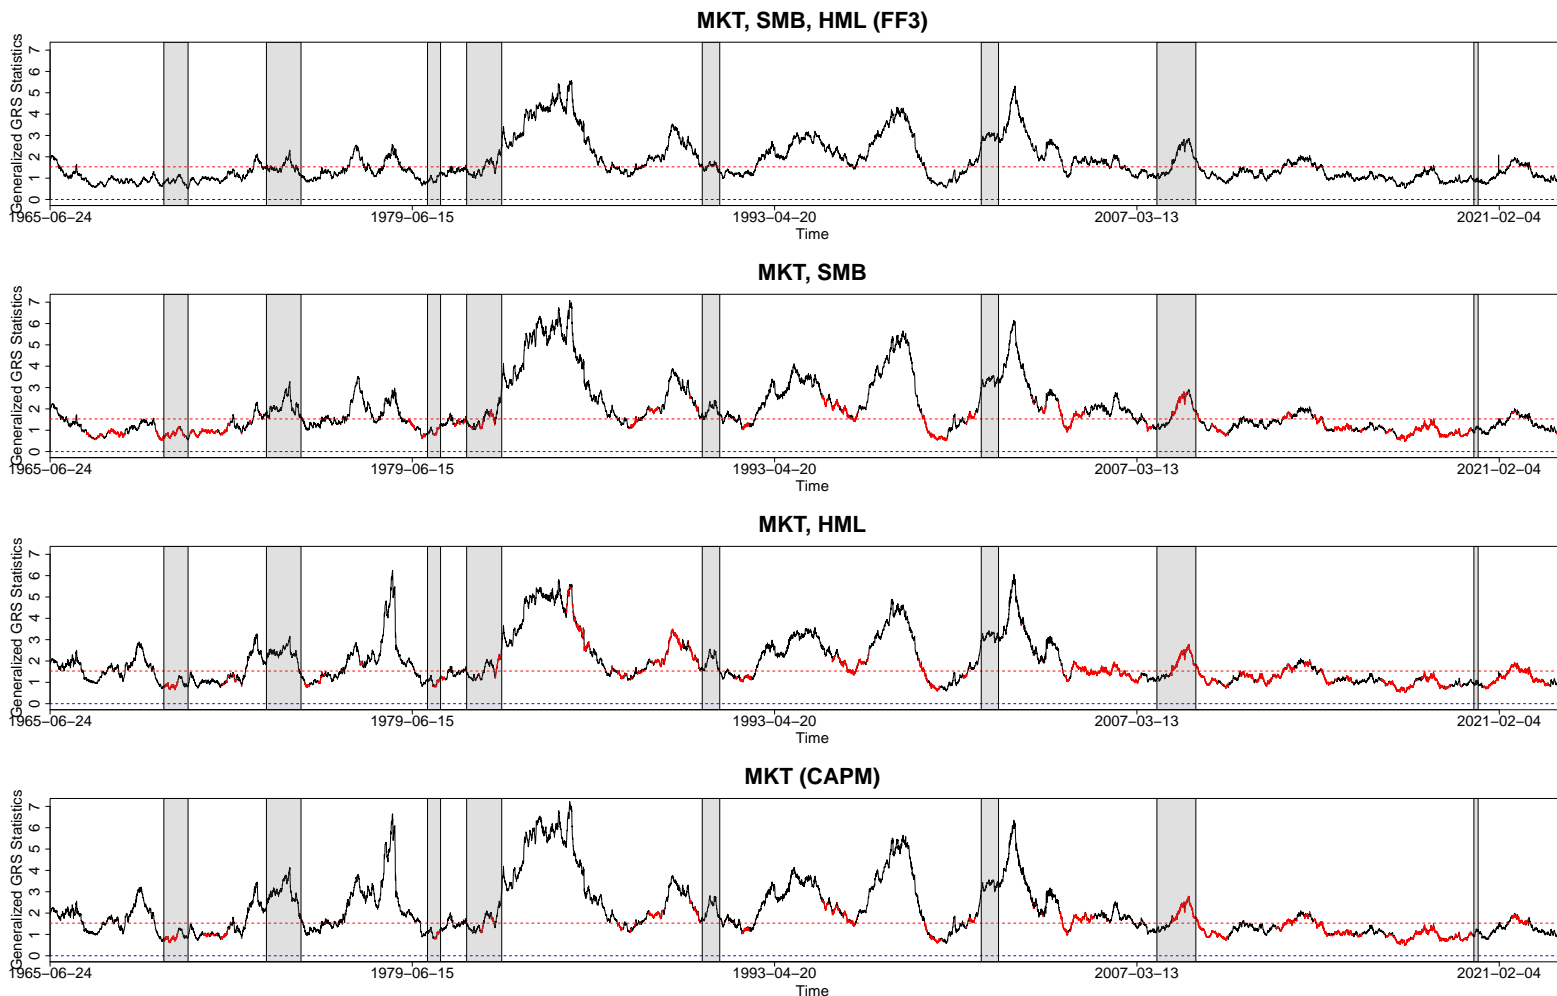 MKT, SMB, HML (FF3)
Generalized GRS Statistics
7
6
5
4
3
2
1
0
1965−06−24 1979−06−15 1993−04−20 2007−03−13 2021−02−04
Time
MKT, SMB
Generalized GRS Statistics
7
6
5
4
3
2
1
0
1965−06−24 1979−06−15 1993−04−20 2007−03−13 2021−02−04
Time
MKT, HML
Generalized GRS Statistics
7
6
5
4
3
2
1
0
1965−06−24 1979−06−15 1993−04−20 2007−03−13 2021−02−04
Time
MKT (CAPM)
Generalized GRS Statistics
7
6
5
4
3
2
1
0
1965−06−24 1979−06−15 1993−04−20 2007−03−13 2021−02−04
Time